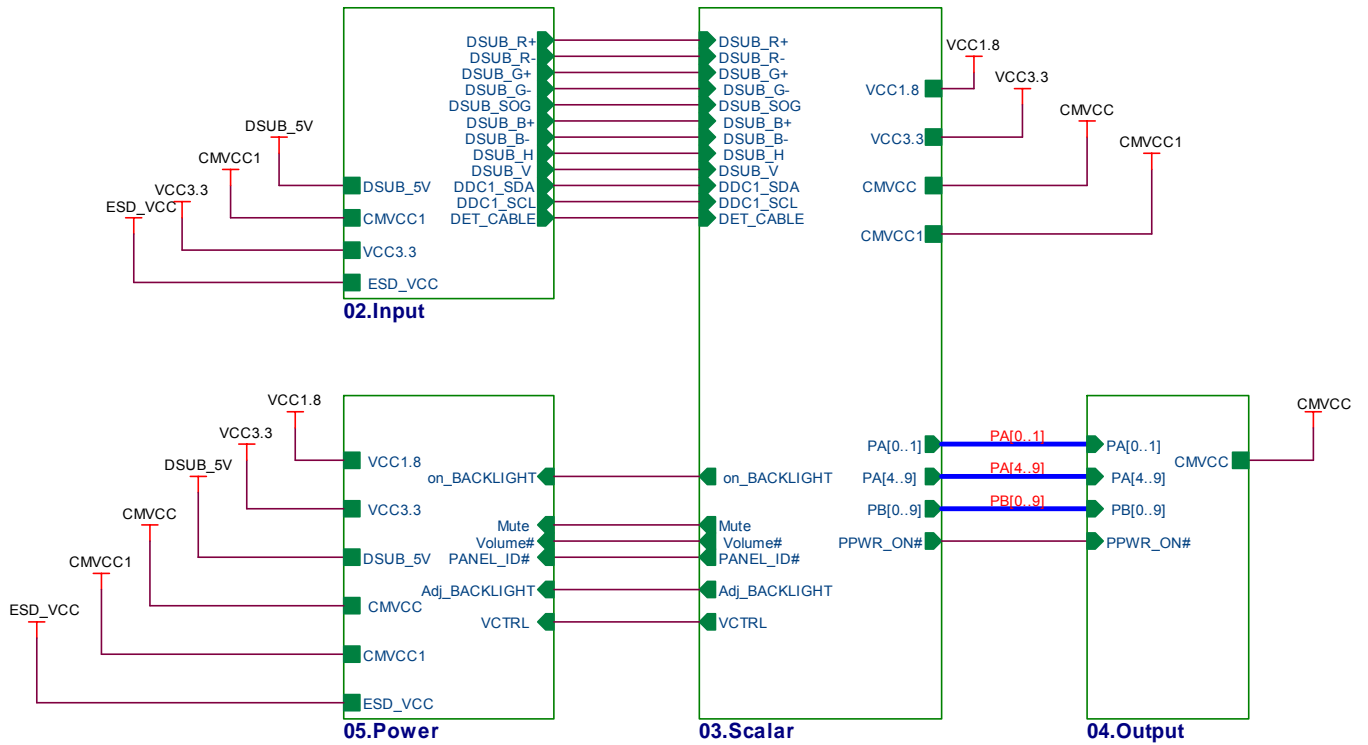 DSUB_5V
CMVCC1
VCC3.3
ESD_VCC
DSUB_5V
CMVCC1
VCC3.3
ESD_VCC
DSUB_R+
DSUB_R-
DSUB_G+
DSUB_G-
DSUB_SOG
DSUB_B+
DSUB_B-
DSUB_H
DSUB_V
DDC1_SDA
DDC1_SCL
DET_CABLE
02.Input
DSUB_R+
DSUB_R-
DSUB_G+
DSUB_G-
DSUB_SOG
DSUB_B+
DSUB_B-
DSUB_H
DSUB_V
DDC1_SDA
DDC1_SCL
DET_CABLE
VCC1.8
VCC3.3
CMVCC
CMVCC1
VCC1.8
VCC3.3
CMVCC
CMVCC1
VCC1.8
VCC3.3
DSUB_5V
CMVCC
CMVCC1
ESD_VCC
VCC1.8
VCC3.3
DSUB_5V
CMVCC
CMVCC1
ESD_VCC
on_BACKLIGHT
Mute
Volume#
PANEL_ID#
Adj_BACKLIGHT
VCTRL
05.Power
on_BACKLIGHT
Mute
Volume#
PANEL_ID#
Adj_BACKLIGHT
VCTRL
PA[0..1]
PA[4..9]
PB[0..9]
PPWR_ON#
03.Scalar
PA[0..1]
PA[4..9]
PB[0..9]
PA[0..1]
PA[4..9]
PB[0..9]
PPWR_ON#
CMVCC
CMVCC
04.Output